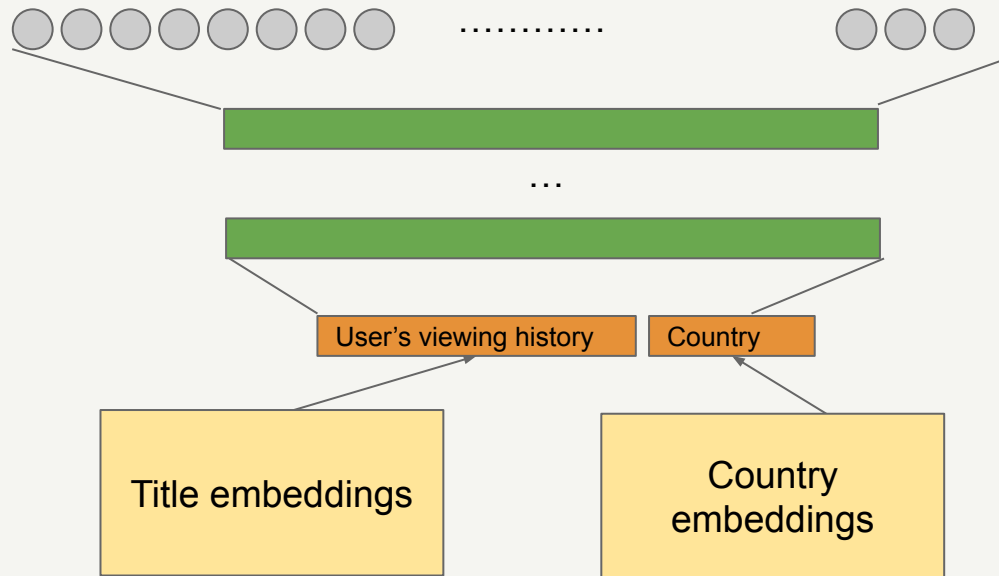 ............
...
User's viewing history
Country
Title embeddings
Country
embeddings